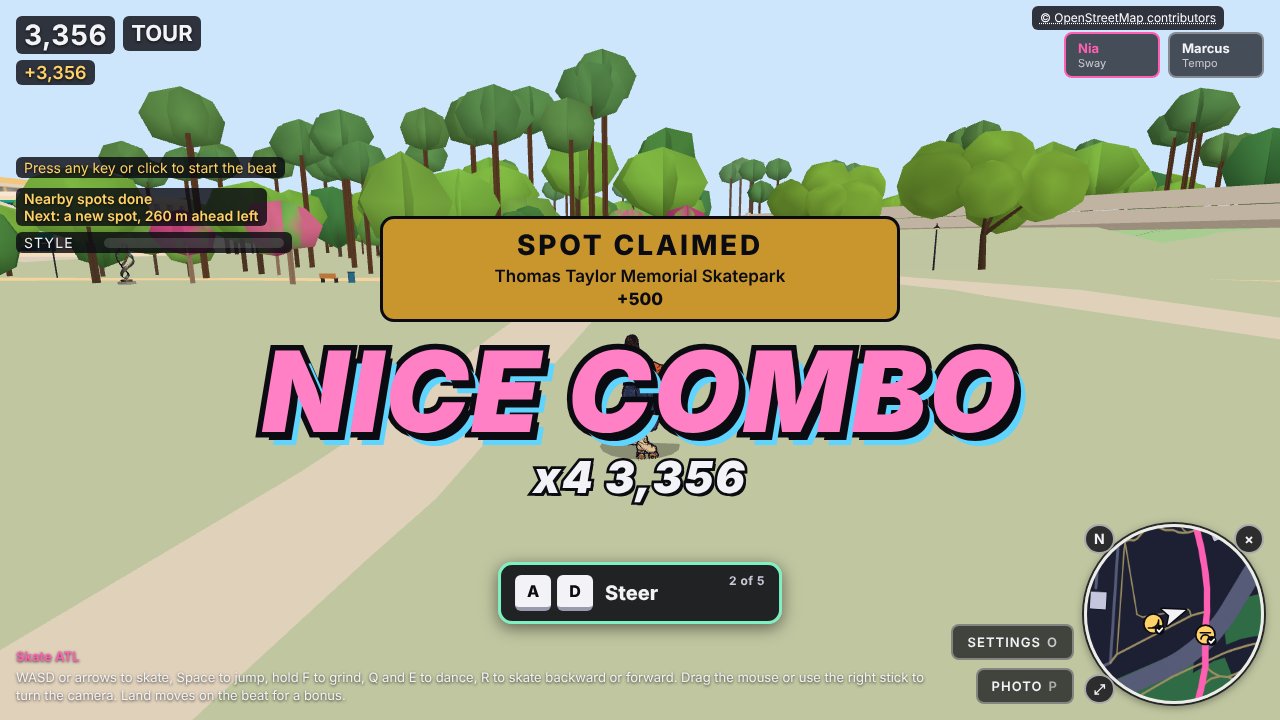 3,356 TOUR
+3,356
© OpenStreetMap contributors
Nia
Sway
Marcus
Tempo
Press any key or click to start the beat
Nearby spots done
Next: a new spot, 260 m ahead left
STYLE
SPOT CLAIMED
Thomas Taylor Memorial Skatepark
+500
NICE COMBO
x4 3,356
A D Steer 2 of 5
N ×
SETTINGS O
PHOTO P
Skate ATL
WASD or arrows to skate, Space to jump, hold F to grind, Q and E to dance, R to skate backward or forward. Drag the mouse or use the right stick to
turn the camera. Land moves on the beat for a bonus.